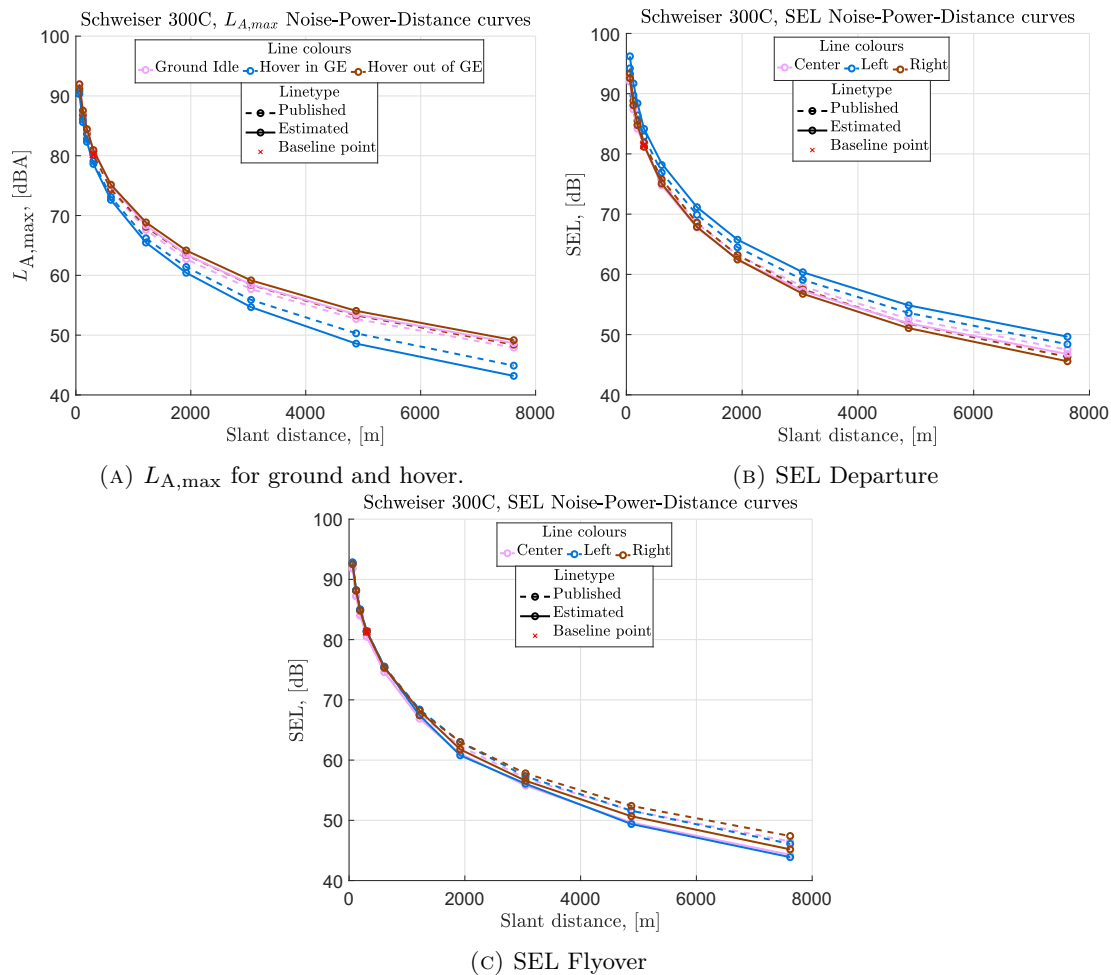 Schweiser 300C, L_{A,max} Noise-Power-Distance curves
Line colours
Ground Idle Hover in GE Hover out of GE
Linetype
Published
Estimated
Baseline point
L_{A,max}, [dBA]
100
90
80
70
60
50
40
0 2000 4000 6000 8000
Slant distance, [m]
(A) L_{A,max} for ground and hover.
Schweiser 300C, SEL Noise-Power-Distance curves
Line colours
Center Left Right
Linetype
Published
Estimated
Baseline point
SEL, [dB]
100
90
80
70
60
50
40
0 2000 4000 6000 8000
Slant distance, [m]
(B) SEL Departure
Schweiser 300C, SEL Noise-Power-Distance curves
Line colours
Center Left Right
Linetype
Published
Estimated
Baseline point
SEL, [dB]
100
90
80
70
60
50
40
0 2000 4000 6000 8000
Slant distance, [m]
(C) SEL Flyover